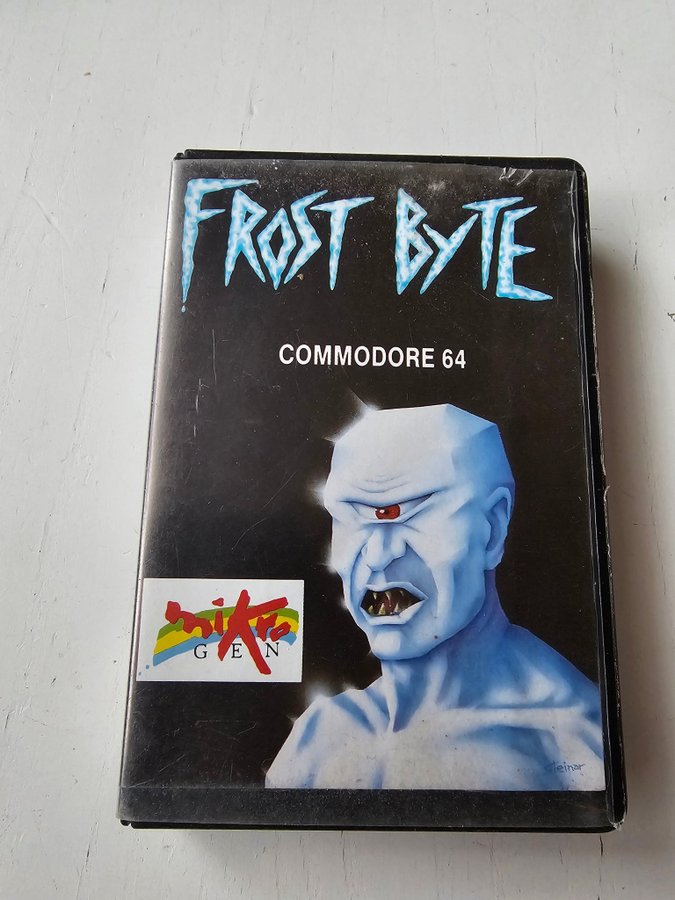 FROST BYTE
COMMODORE 64
miKro
GEN